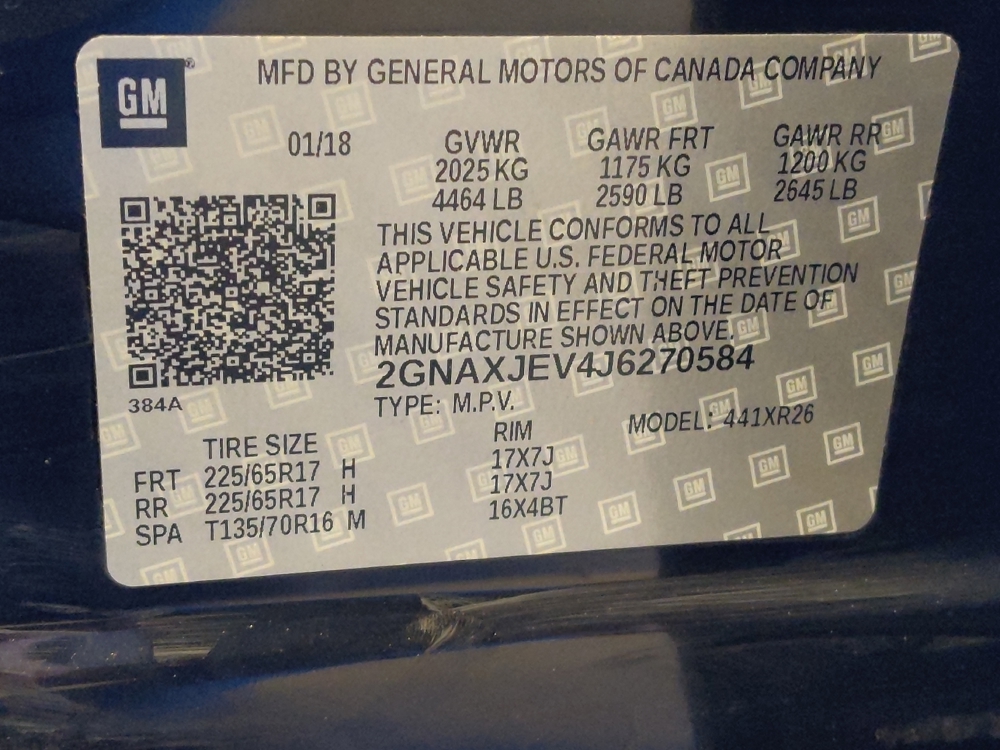 GM
MFD BY GENERAL MOTORS OF CANADA COMPANY
01/18 GVWR GAWR FRT GAWR RR
2025 KG 1175 KG 1200 KG
4464 LB 2590 LB 2645 LB
THIS VEHICLE CONFORMS TO ALL
APPLICABLE U.S. FEDERAL MOTOR
VEHICLE SAFETY AND THEFT PREVENTION
STANDARDS IN EFFECT ON THE DATE OF
MANUFACTURE SHOWN ABOVE.
2GNAXJEV4J6270584
384A
TYPE: M.P.V. MODEL: 441XR26
TIRE SIZE RIM
FRT 225/65R17 H 17X7J
RR 225/65R17 H 17X7J
SPA T135/70R16 M 16X4BT